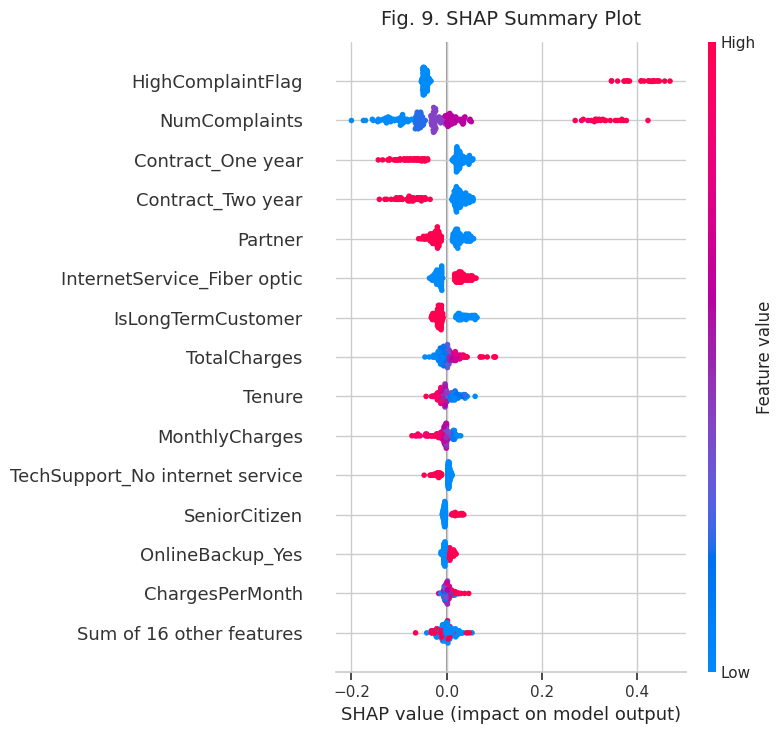 Fig. 9. SHAP Summary Plot
High
HighComplaintFlag
NumComplaints
Contract_One year
Contract_Two year
Partner
InternetService_Fiber optic
IsLongTermCustomer
TotalCharges
Tenure
MonthlyCharges
TechSupport_No internet service
SeniorCitizen
OnlineBackup_Yes
ChargesPerMonth
Sum of 16 other features
Feature value
Low
−0.2 0.0 0.2 0.4
SHAP value (impact on model output)